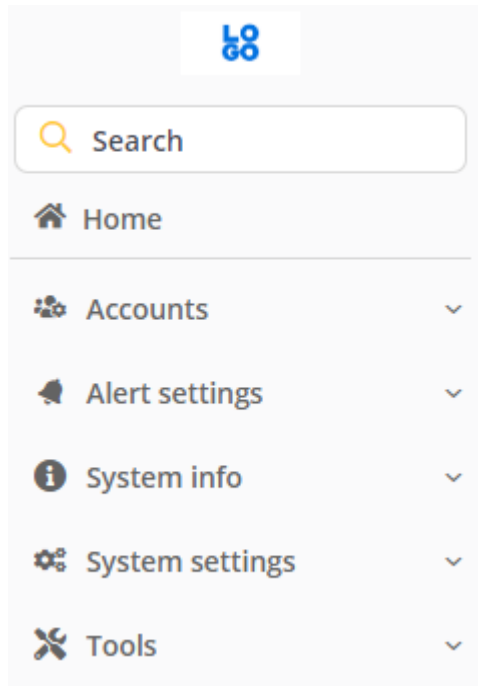 LO
GO
Search
Home
Accounts
Alert settings
System info
System settings
Tools